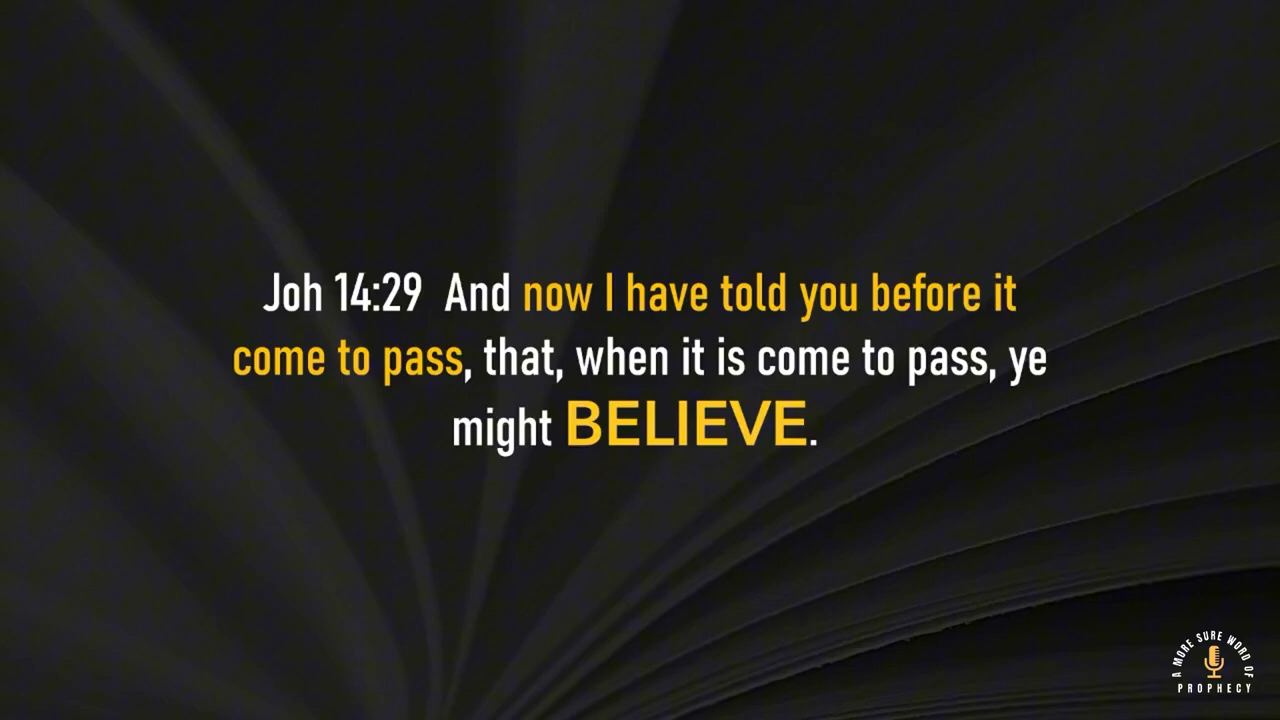 Joh 14:29  And now I have told you before it
come to pass, that, when it is come to pass, ye
might BELIEVE.
A MORE SURE WORD OF
PROPHECY